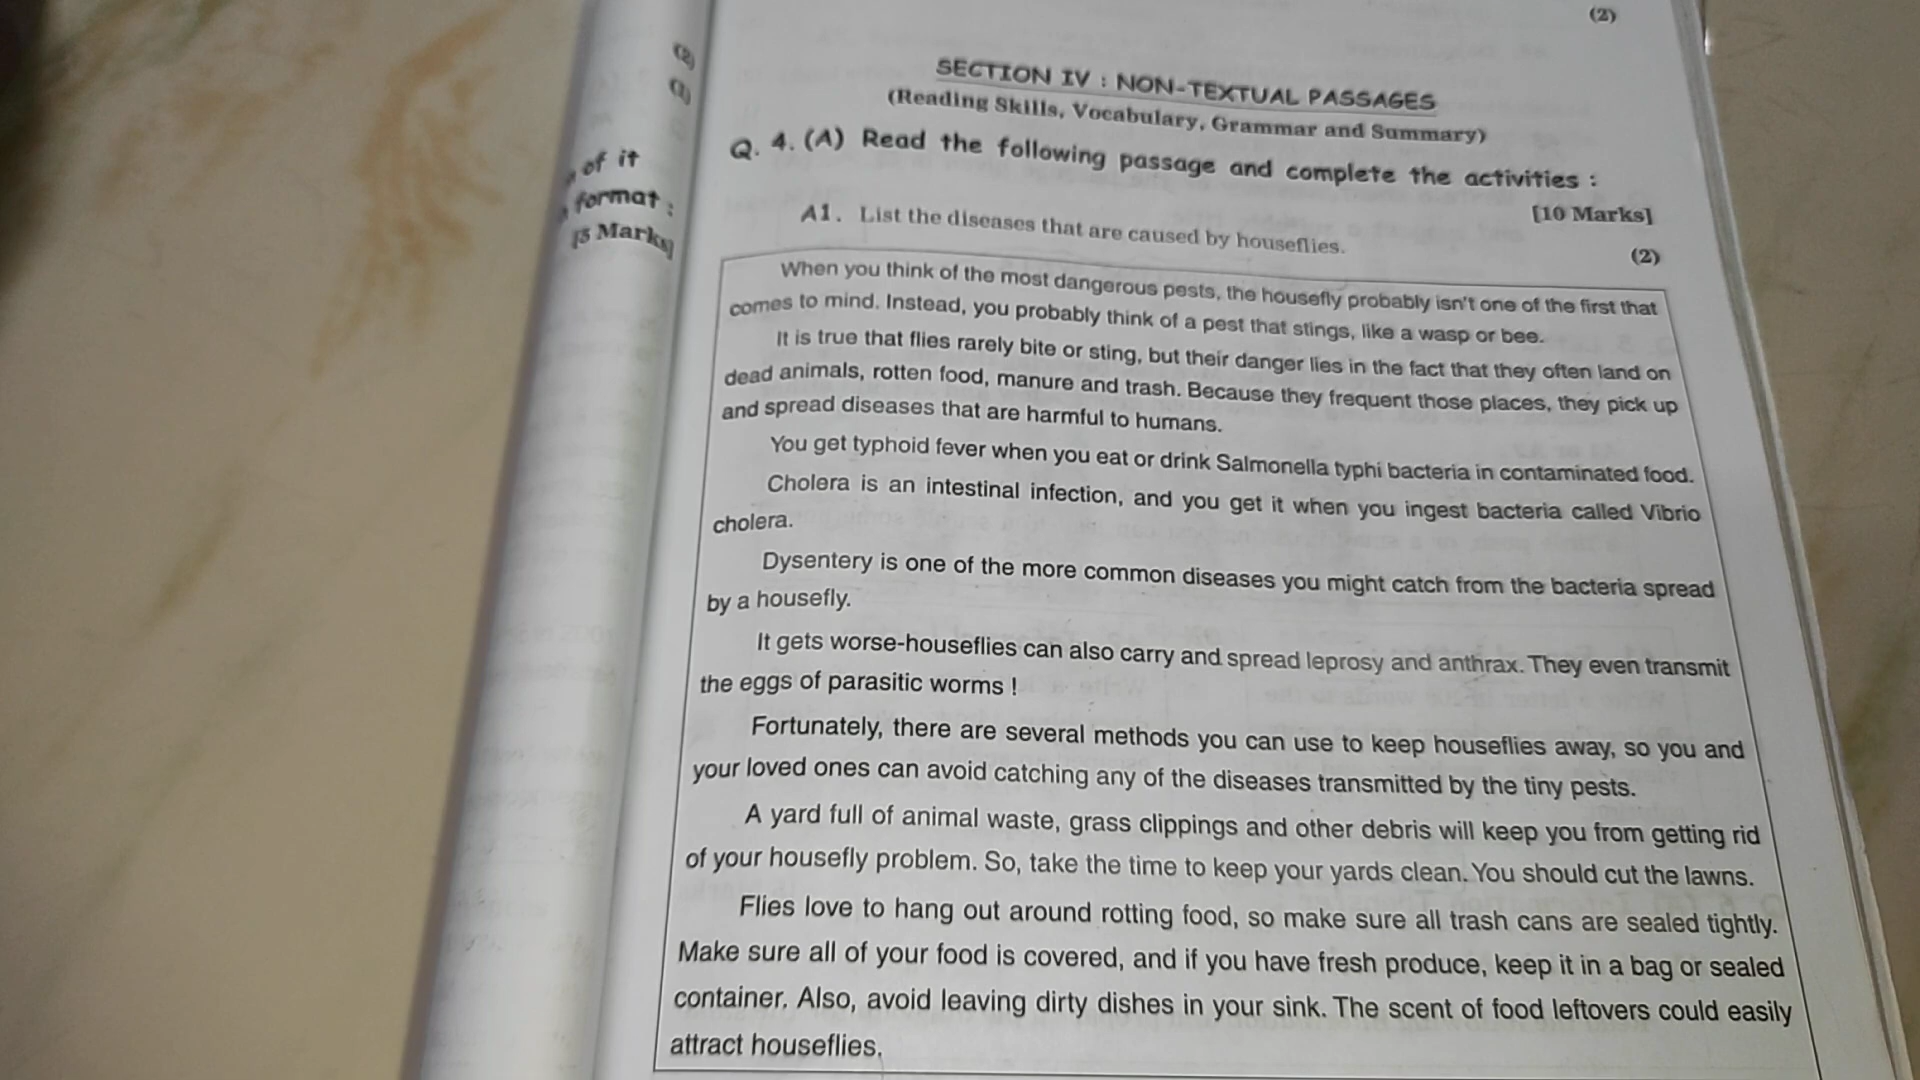 (2)
(2)
(1)
of it
format :
[5 Marks]
SECTION IV : NON-TEXTUAL PASSAGES
(Reading Skills, Vocabulary, Grammar and Summary)
Q. 4. (A) Read the following passage and complete the activities :
[10 Marks]
A1. List the diseases that are caused by houseflies.
(2)
When you think of the most dangerous pests, the housefly probably isn't one of the first that
comes to mind. Instead, you probably think of a pest that stings, like a wasp or bee.
It is true that flies rarely bite or sting, but their danger lies in the fact that they often land on
dead animals, rotten food, manure and trash. Because they frequent those places, they pick up
and spread diseases that are harmful to humans.
You get typhoid fever when you eat or drink Salmonella typhi bacteria in contaminated food.
Cholera is an intestinal infection, and you get it when you ingest bacteria called Vibrio
cholera.
Dysentery is one of the more common diseases you might catch from the bacteria spread
by a housefly.
It gets worse-houseflies can also carry and spread leprosy and anthrax. They even transmit
the eggs of parasitic worms !
Fortunately, there are several methods you can use to keep houseflies away, so you and
your loved ones can avoid catching any of the diseases transmitted by the tiny pests.
A yard full of animal waste, grass clippings and other debris will keep you from getting rid
of your housefly problem. So, take the time to keep your yards clean. You should cut the lawns.
Flies love to hang out around rotting food, so make sure all trash cans are sealed tightly.
Make sure all of your food is covered, and if you have fresh produce, keep it in a bag or sealed
container. Also, avoid leaving dirty dishes in your sink. The scent of food leftovers could easily
attract houseflies.